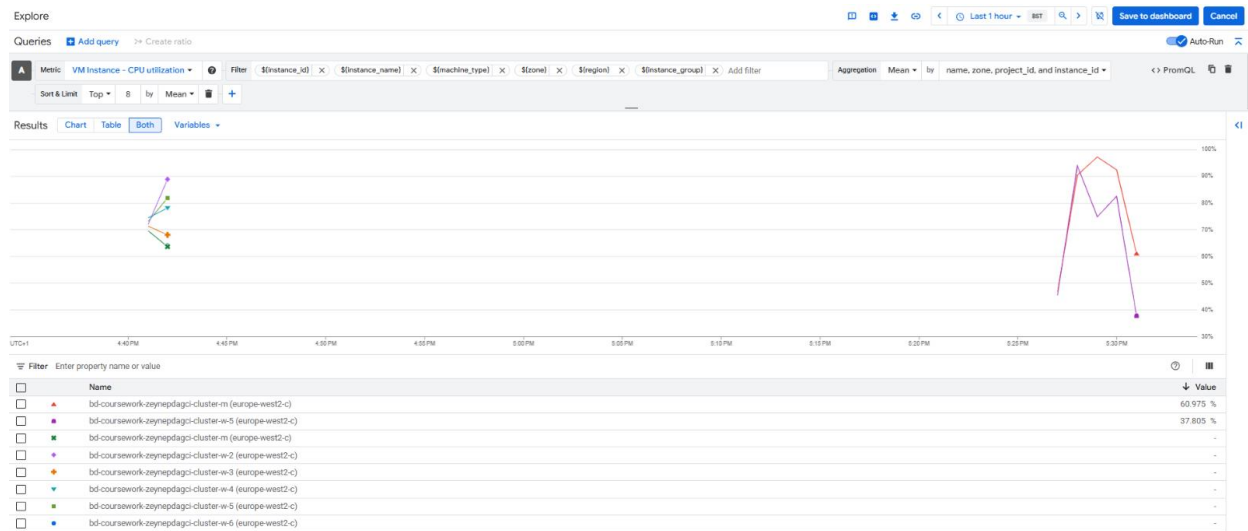 Explore
Last 1 hour BST
Save to dashboard
Cancel
Queries Add query Create ratio
Auto-Run
A Metric VM Instance - CPU utilization Filter ${instance_id} X ${instance_name} X ${machine_type} X ${zone} X ${region} X ${instance_group} X Add filter Aggregation Mean by name, zone, project_id, and instance_id <> PromQL
Sort & Limit Top 8 by Mean
Results Chart Table Both Variables
100%
90%
80%
70%
60%
50%
40%
30%
UTC+1 4:40 PM 4:45 PM 4:50 PM 4:55 PM 5:00 PM 5:05 PM 5:10 PM 5:15 PM 5:20 PM 5:25 PM 5:30 PM
Filter Enter property name or value
Name Value
bd-coursework-zeynepdagci-cluster-m (europe-west2-c) 60.975 %
bd-coursework-zeynepdagci-cluster-w-5 (europe-west2-c) 37.805 %
bd-coursework-zeynepdagci-cluster-m (europe-west2-c) -
bd-coursework-zeynepdagci-cluster-w-2 (europe-west2-c) -
bd-coursework-zeynepdagci-cluster-w-3 (europe-west2-c) -
bd-coursework-zeynepdagci-cluster-w-4 (europe-west2-c) -
bd-coursework-zeynepdagci-cluster-w-5 (europe-west2-c) -
bd-coursework-zeynepdagci-cluster-w-6 (europe-west2-c) -